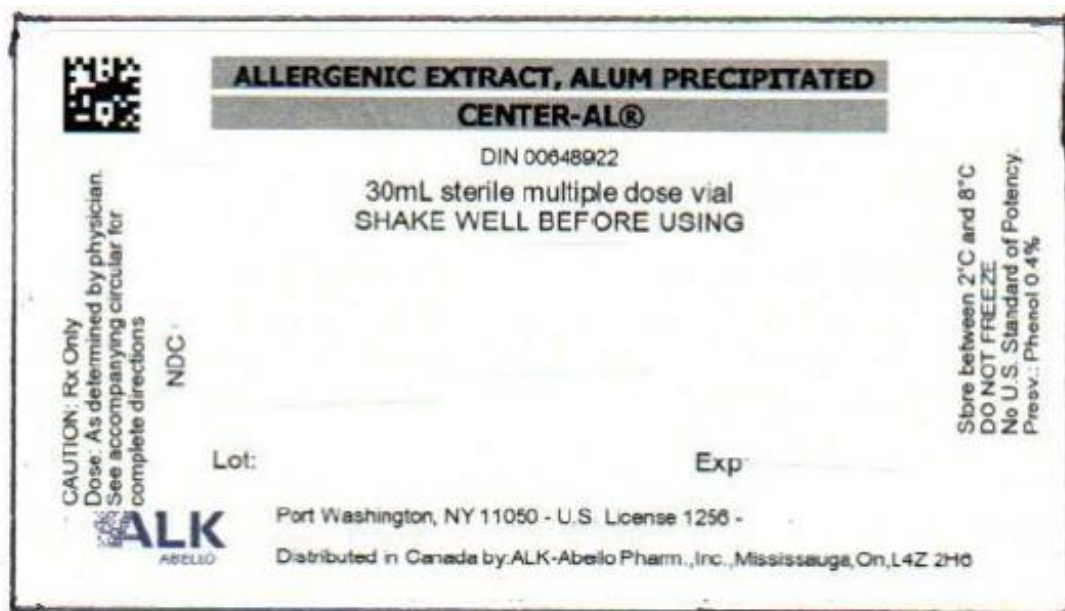 ALLERGENIC EXTRACT, ALUM PRECIPITATED
CENTER-AL®
DIN 00648922
30mL sterile multiple dose vial
SHAKE WELL BEFORE USING
CAUTION: Rx Only
Dose: As determined by physician.
See accompanying circular for
complete directions
NDC
Store between 2°C and 8°C
DO NOT FREEZE
No U.S. Standard of Potency.
Presv.: Phenol 0.4%
Lot:
Exp
ALK
ABELLO
Port Washington, NY 11050 - U.S. License 1256 -
Distributed in Canada by:ALK-Abello Pharm.,Inc.,Mississauga,On,L4Z 2H6